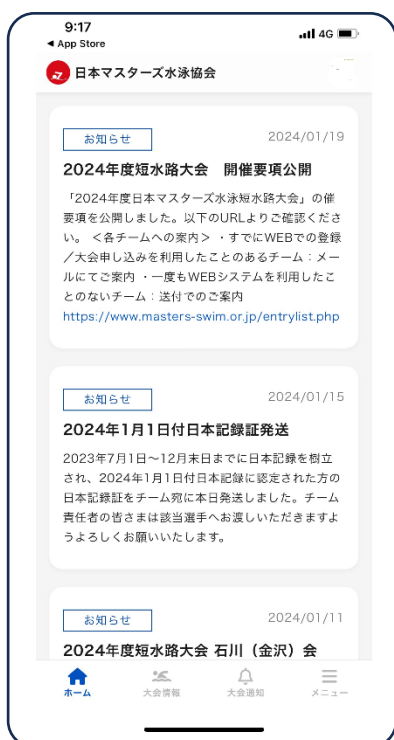 9:17
4G
◀ App Store
日本マスターズ水泳協会
お知らせ
2024/01/19
2024年度短水路大会　開催要項公開
「2024年度日本マスターズ水泳短水路大会」の催
要項を公開しました。以下のURLよりご確認くださ
い。 ＜各チームへの案内＞ ・すでにWEBでの登録
／大会申し込みを利用したことのあるチーム：メー
ルにてご案内 ・一度もWEBシステムを利用したこ
とのないチーム：送付でのご案内
https://www.masters-swim.or.jp/entrylist.php
お知らせ
2024/01/15
2024年1月1日付日本記録証発送
2023年7月1日〜12月末日までに日本記録を樹立
され、2024年1月1日付日本記録に認定された方の
日本記録証をチーム宛に本日発送しました。チーム
責任者の皆さまは該当選手へお渡しいただきますよ
うよろしくお願いいたします。
お知らせ
2024/01/11
2024年度短水路大会 石川（金沢）会
ホーム
大会情報
大会通知
メニュー